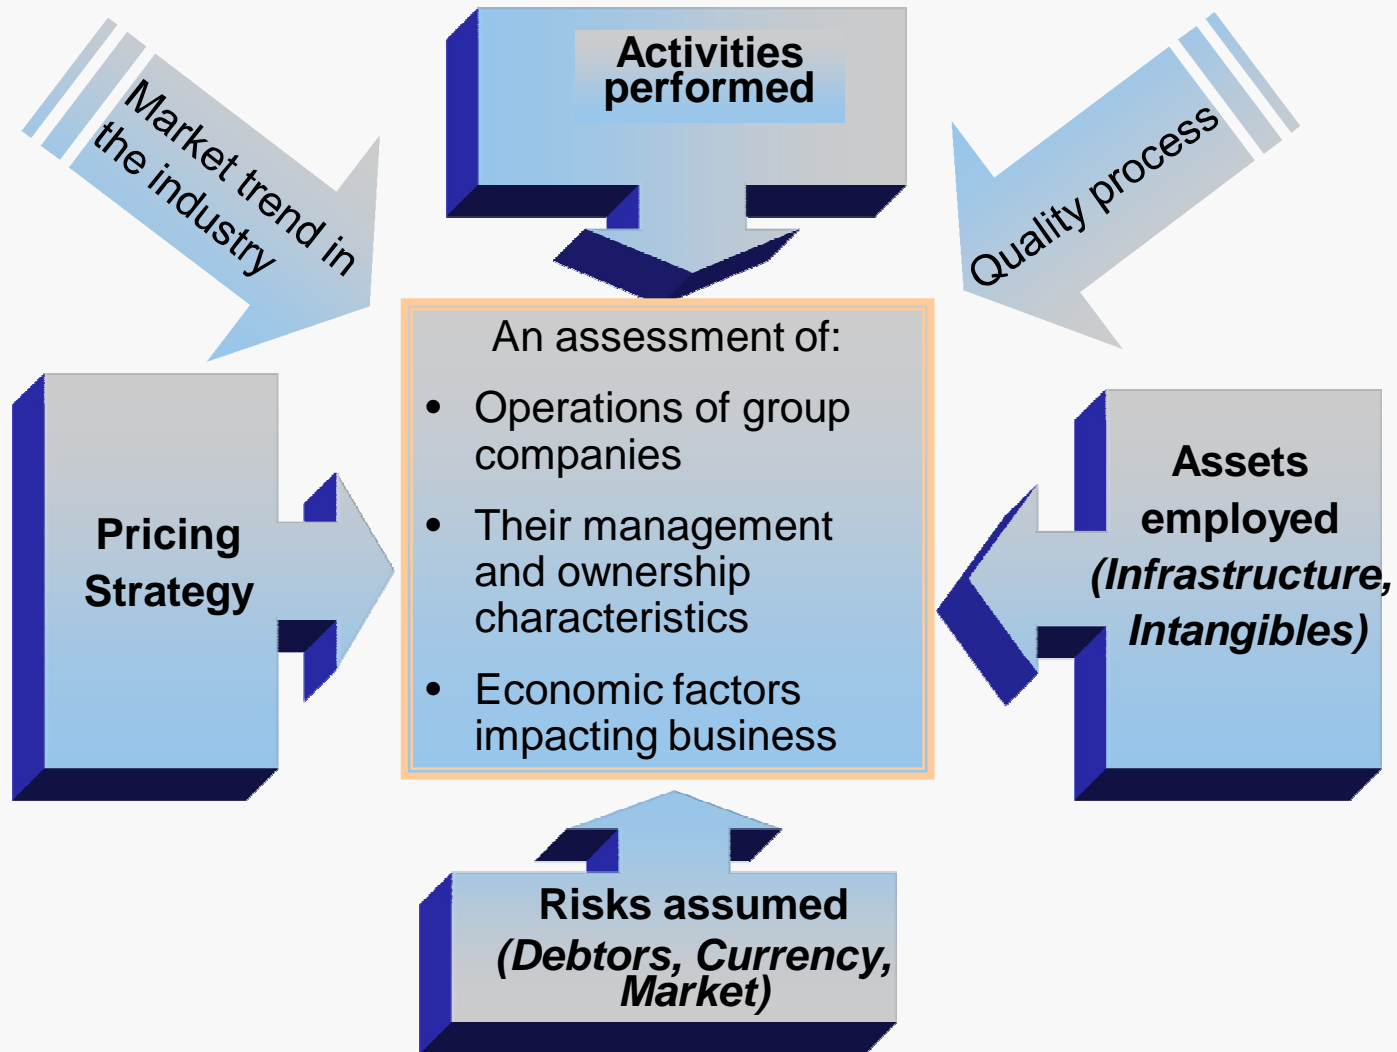 Activities
performed
Market trend in
the industry
Quality process
An assessment of:
• Operations of group
companies
• Their management
and ownership
characteristics
• Economic factors
impacting business
Pricing
Strategy
Assets
employed
(Infrastructure,
Intangibles)
Risks assumed
(Debtors, Currency,
Market)